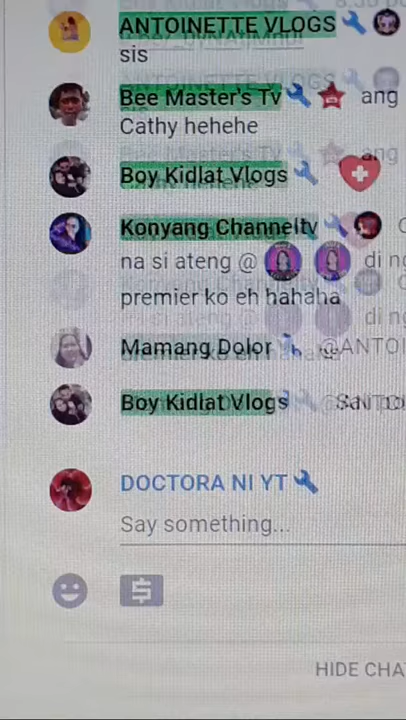 ANTOINETTE VLOGS
sis
Bee Master's Tv ang
Cathy hehehe
Boy Kidlat Vlogs
Konyang Channeltv
na si ateng @ di n
premier ko eh hahaha
Mamang Dolor @ANTOI
Boy Kidlat Vlogs
DOCTORA NI YT
Say something...
$
HIDE CHA